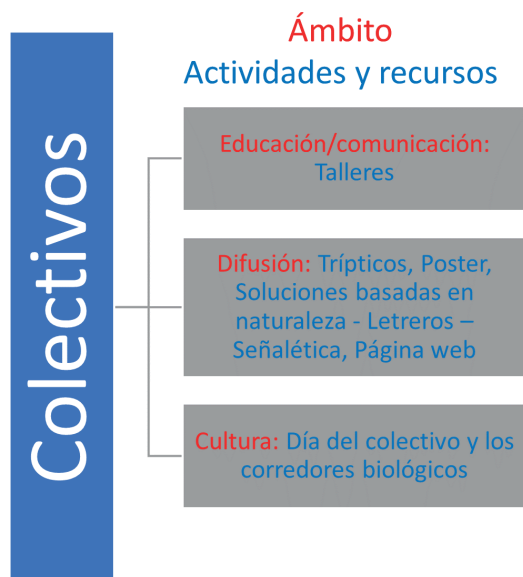 Ámbito
Actividades y recursos
Colectivos
Educación/comunicación:
Talleres
Difusión: Trípticos, Poster,
Soluciones basadas en
naturaleza - Letreros –
Señalética, Página web
Cultura: Día del colectivo y los
corredores biológicos